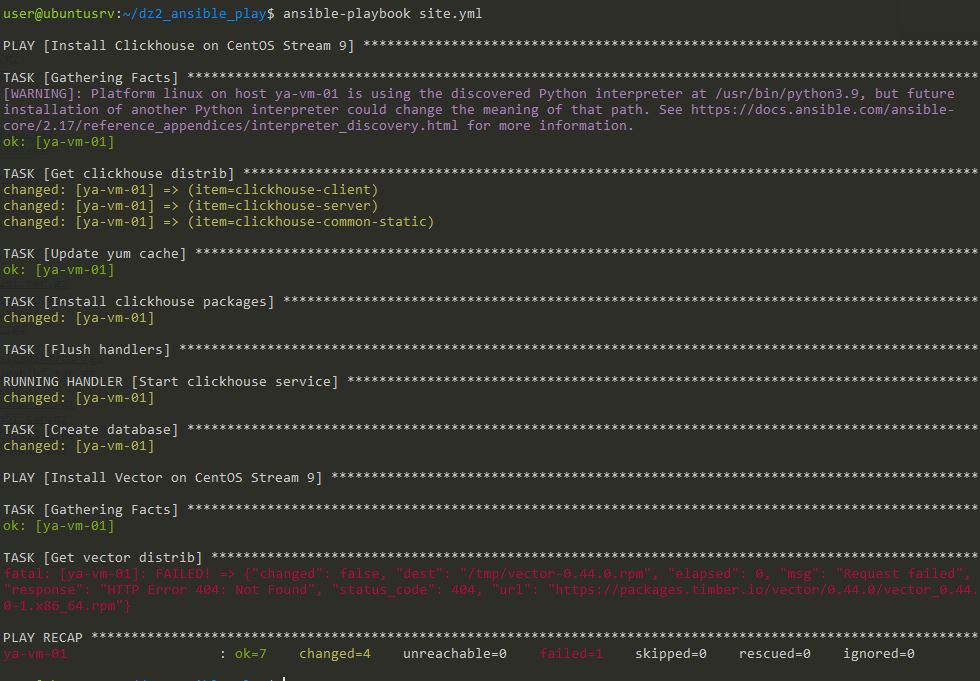 user@ubuntusrv:~/dz2_ansible_play$ ansible-playbook site.yml
PLAY [Install Clickhouse on CentOS Stream 9] *****************************************************************************
TASK [Gathering Facts] ***************************************************************************************************
[WARNING]: Platform linux on host ya-vm-01 is using the discovered Python interpreter at /usr/bin/python3.9, but future
installation of another Python interpreter could change the meaning of that path. See https://docs.ansible.com/ansible-
core/2.17/reference_appendices/interpreter_discovery.html for more information.
ok: [ya-vm-01]
TASK [Get clickhouse distrib] ********************************************************************************************
changed: [ya-vm-01] => (item=clickhouse-client)
changed: [ya-vm-01] => (item=clickhouse-server)
changed: [ya-vm-01] => (item=clickhouse-common-static)
TASK [Update yum cache] **************************************************************************************************
ok: [ya-vm-01]
TASK [Install clickhouse packages] ***************************************************************************************
changed: [ya-vm-01]
TASK [Flush handlers] ****************************************************************************************************
RUNNING HANDLER [Start clickhouse service] *******************************************************************************
changed: [ya-vm-01]
TASK [Create database] ***************************************************************************************************
changed: [ya-vm-01]
PLAY [Install Vector on CentOS Stream 9] *********************************************************************************
TASK [Gathering Facts] ***************************************************************************************************
ok: [ya-vm-01]
TASK [Get vector distrib] ************************************************************************************************
fatal: [ya-vm-01]: FAILED! => {"changed": false, "dest": "/tmp/vector-0.44.0.rpm", "elapsed": 0, "msg": "Request failed",
"response": "HTTP Error 404: Not Found", "status_code": 404, "url": "https://packages.timber.io/vector/0.44.0/vector_0.44.
0-1.x86_64.rpm"}
PLAY RECAP ***************************************************************************************************************
ya-vm-01 : ok=7 changed=4 unreachable=0 failed=1 skipped=0 rescued=0 ignored=0